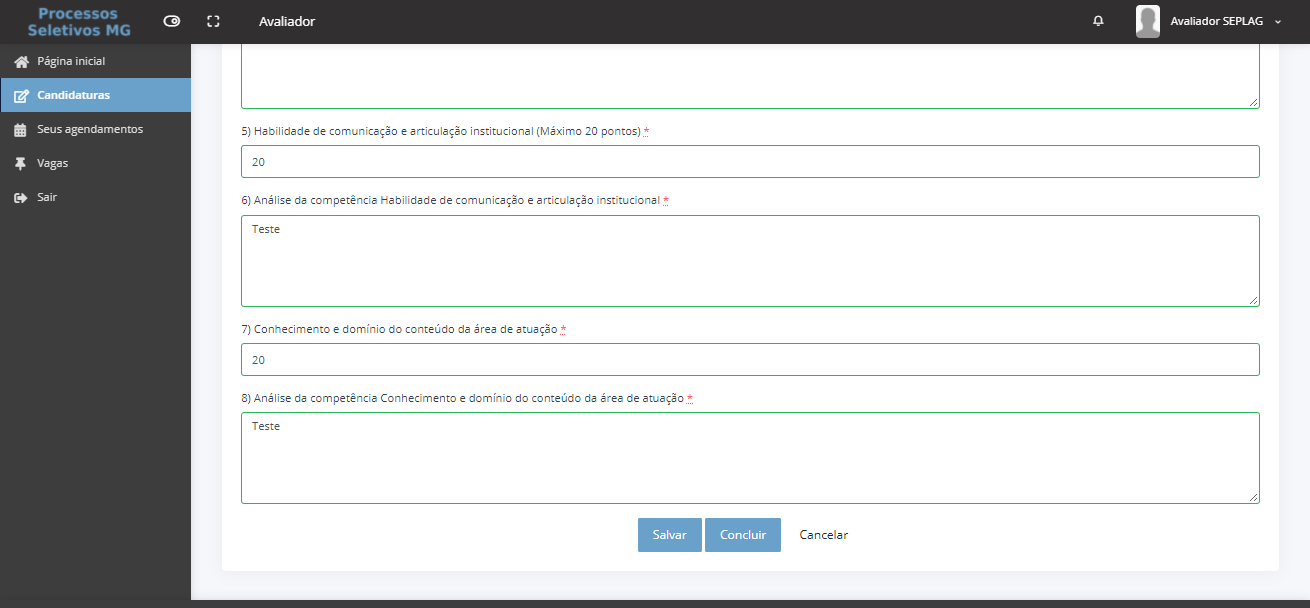 Processos
Seletivos MG
Avaliador
Avaliador SEPLAG
Página inicial
Candidaturas
Seus agendamentos
Vagas
Sair
5) Habilidade de comunicação e articulação institucional (Máximo 20 pontos) *
20
6) Análise da competência Habilidade de comunicação e articulação institucional *
Teste
7) Conhecimento e domínio do conteúdo da área de atuação *
20
8) Análise da competência Conhecimento e domínio do conteúdo da área de atuação *
Teste
Salvar
Concluir
Cancelar